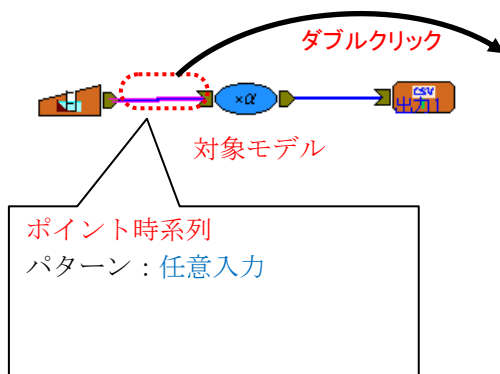 ダブルクリック
×α
CSV
出力1
対象モデル
ポイント時系列
パターン：任意入力